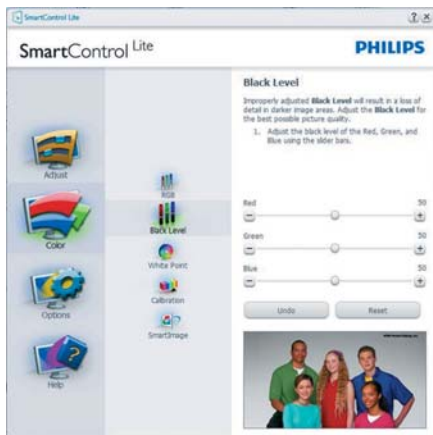 SmartControl Lite
SmartControl Lite
PHILIPS
Adjust
Color
Options
Help
RGB
Black Level
White Point
Calibration
SmartImage
Black Level
Improperly adjusted Black Level will result in a loss of
detail in darker image areas. Adjust the Black Level for
the best possible picture quality.
1. Adjust the black level of the Red, Green, and
Blue using the slider bars.
Red 50
Green 50
Blue 50
Undo Reset